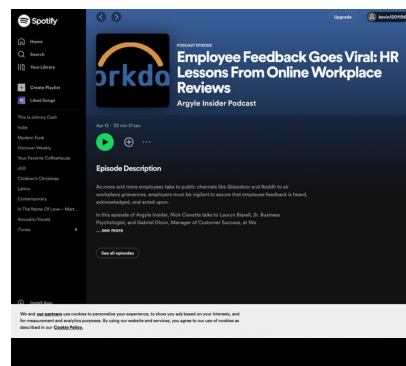 Spotify
Home
Search
Your Library
Create Playlist
Liked Songs
This Is Johnny Cash
Indie
Modern Funk
Discover Weekly
Your Favorite Coffeehouse
chill
Children's Christmas
Latino
Contemporary
In The Name Of Love – Mart...
Acoustic/Vocals
iTunes
Install App
Upgrade
kevin1201196
orkda
PODCAST EPISODE
Employee Feedback Goes Viral: HR
Lessons From Online Workplace
Reviews
Argyle Insider Podcast
Apr 12 · 33 min 21 sec
Episode Description
As more and more employees take to public channels like Glassdoor and Reddit to air
workplace grievances, employers must be vigilant to assure that employee feedback is heard,
acknowledged, and acted upon.
In this episode of Argyle Insider, Nick Ciavatta talks to Lauryn Bissell, Sr. Business
Psychologist, and Gabriel Dizon, Manager of Customer Success, at Wo
... see more
See all episodes
We and our partners use cookies to personalize your experience, to show you ads based on your interests, and
for measurement and analytics purposes. By using our website and services, you agree to our use of cookies as
described in our Cookie Policy.